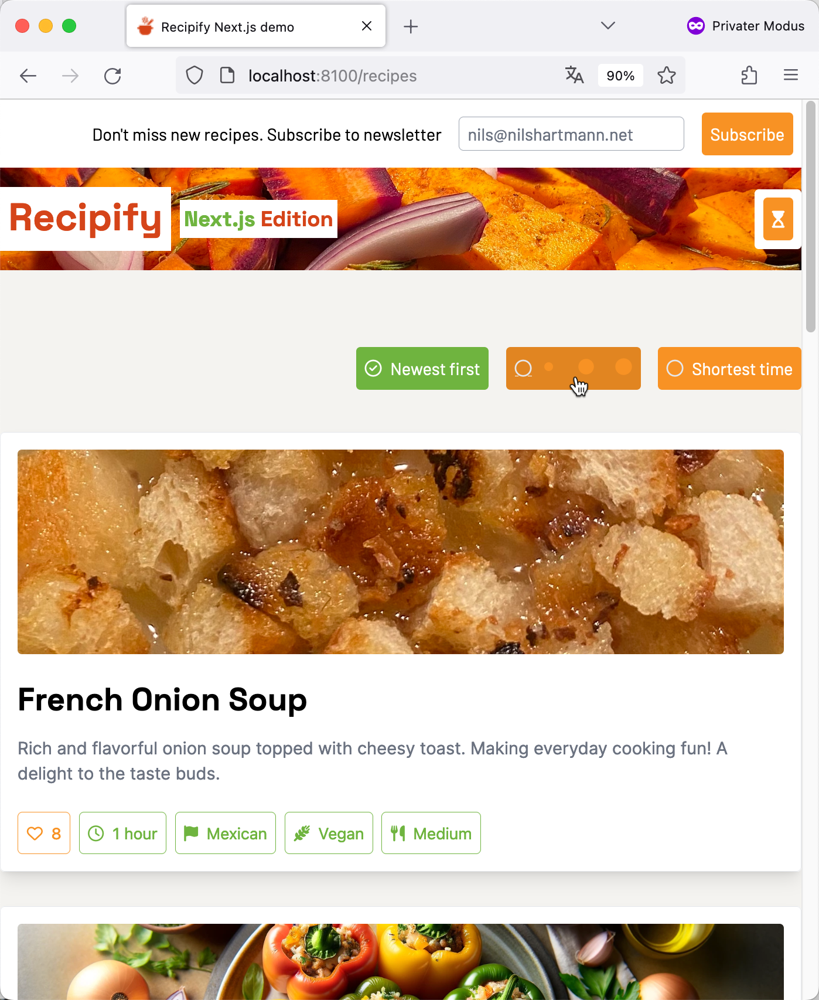 Recipify Next.js demo
Privater Modus
localhost:8100/recipes
90%
Don't miss new recipes. Subscribe to newsletter
nils@nilshartmann.net
Subscribe
Recipify
Next.js Edition
Newest first
Shortest time
French Onion Soup
Rich and flavorful onion soup topped with cheesy toast. Making everyday cooking fun! A
delight to the taste buds.
8
1 hour
Mexican
Vegan
Medium